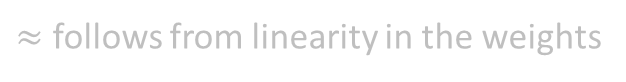 ≈ follows from linearity in the weights